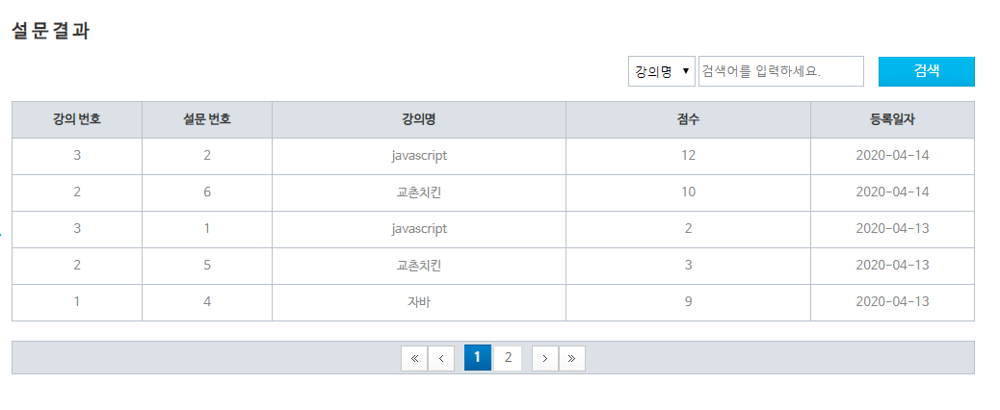 설문결과
강의명 ▼ 검색어를 입력하세요. 검색
강의 번호 설문 번호 강의명 점수 등록일자
3 2 javascript 12 2020-04-14
2 6 교촌치킨 10 2020-04-14
3 1 javascript 2 2020-04-13
2 5 교촌치킨 3 2020-04-13
1 4 자바 9 2020-04-13
« ‹ 1 2 › »